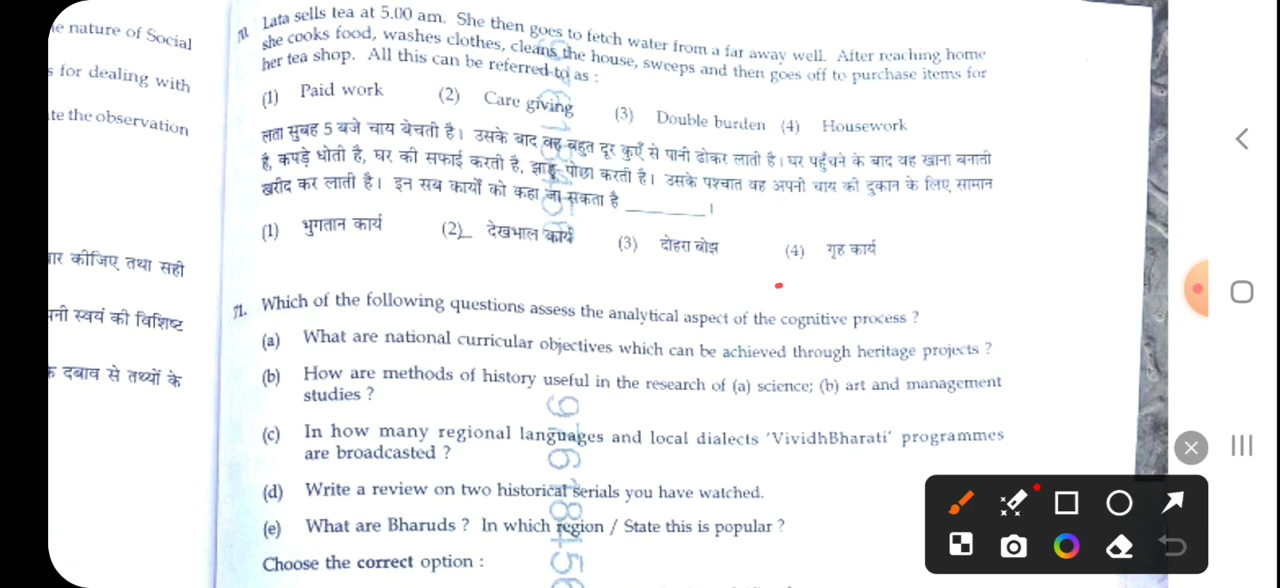 e nature of Social
s for dealing with
te the observation
ार कीजिए तथा सही
पनी स्वयं की विशिष्ट
के दबाव से तथ्यों के
70. Lata sells tea at 5.00 am. She then goes to fetch water from a far away well. After reaching home
she cooks food, washes clothes, cleans the house, sweeps and then goes off to purchase items for
her tea shop. All this can be referred to as :
(1) Paid work (2) Care giving (3) Double burden (4) Housework
लता सुबह 5 बजे चाय बेचती है। उसके बाद वह बहुत दूर कुएँ से पानी ढोकर लाती है। घर पहुँचने के बाद वह खाना बनाती
है, कपड़े धोती है, घर की सफाई करती है, झाड़ू पोछा करती है। उसके पश्चात वह अपनी चाय की दुकान के लिए सामान
खरीद कर लाती है। इन सब कार्यों को कहा जा सकता है ________।
(1) भुगतान कार्य (2) देखभाल कार्य (3) दोहरा बोझ (4) गृह कार्य
71. Which of the following questions assess the analytical aspect of the cognitive process ?
(a) What are national curricular objectives which can be achieved through heritage projects ?
(b) How are methods of history useful in the research of (a) science; (b) art and management
studies ?
(c) In how many regional languages and local dialects 'VividhBharati' programmes
are broadcasted ?
(d) Write a review on two historical serials you have watched.
(e) What are Bharuds ? In which region / State this is popular ?
Choose the correct option :